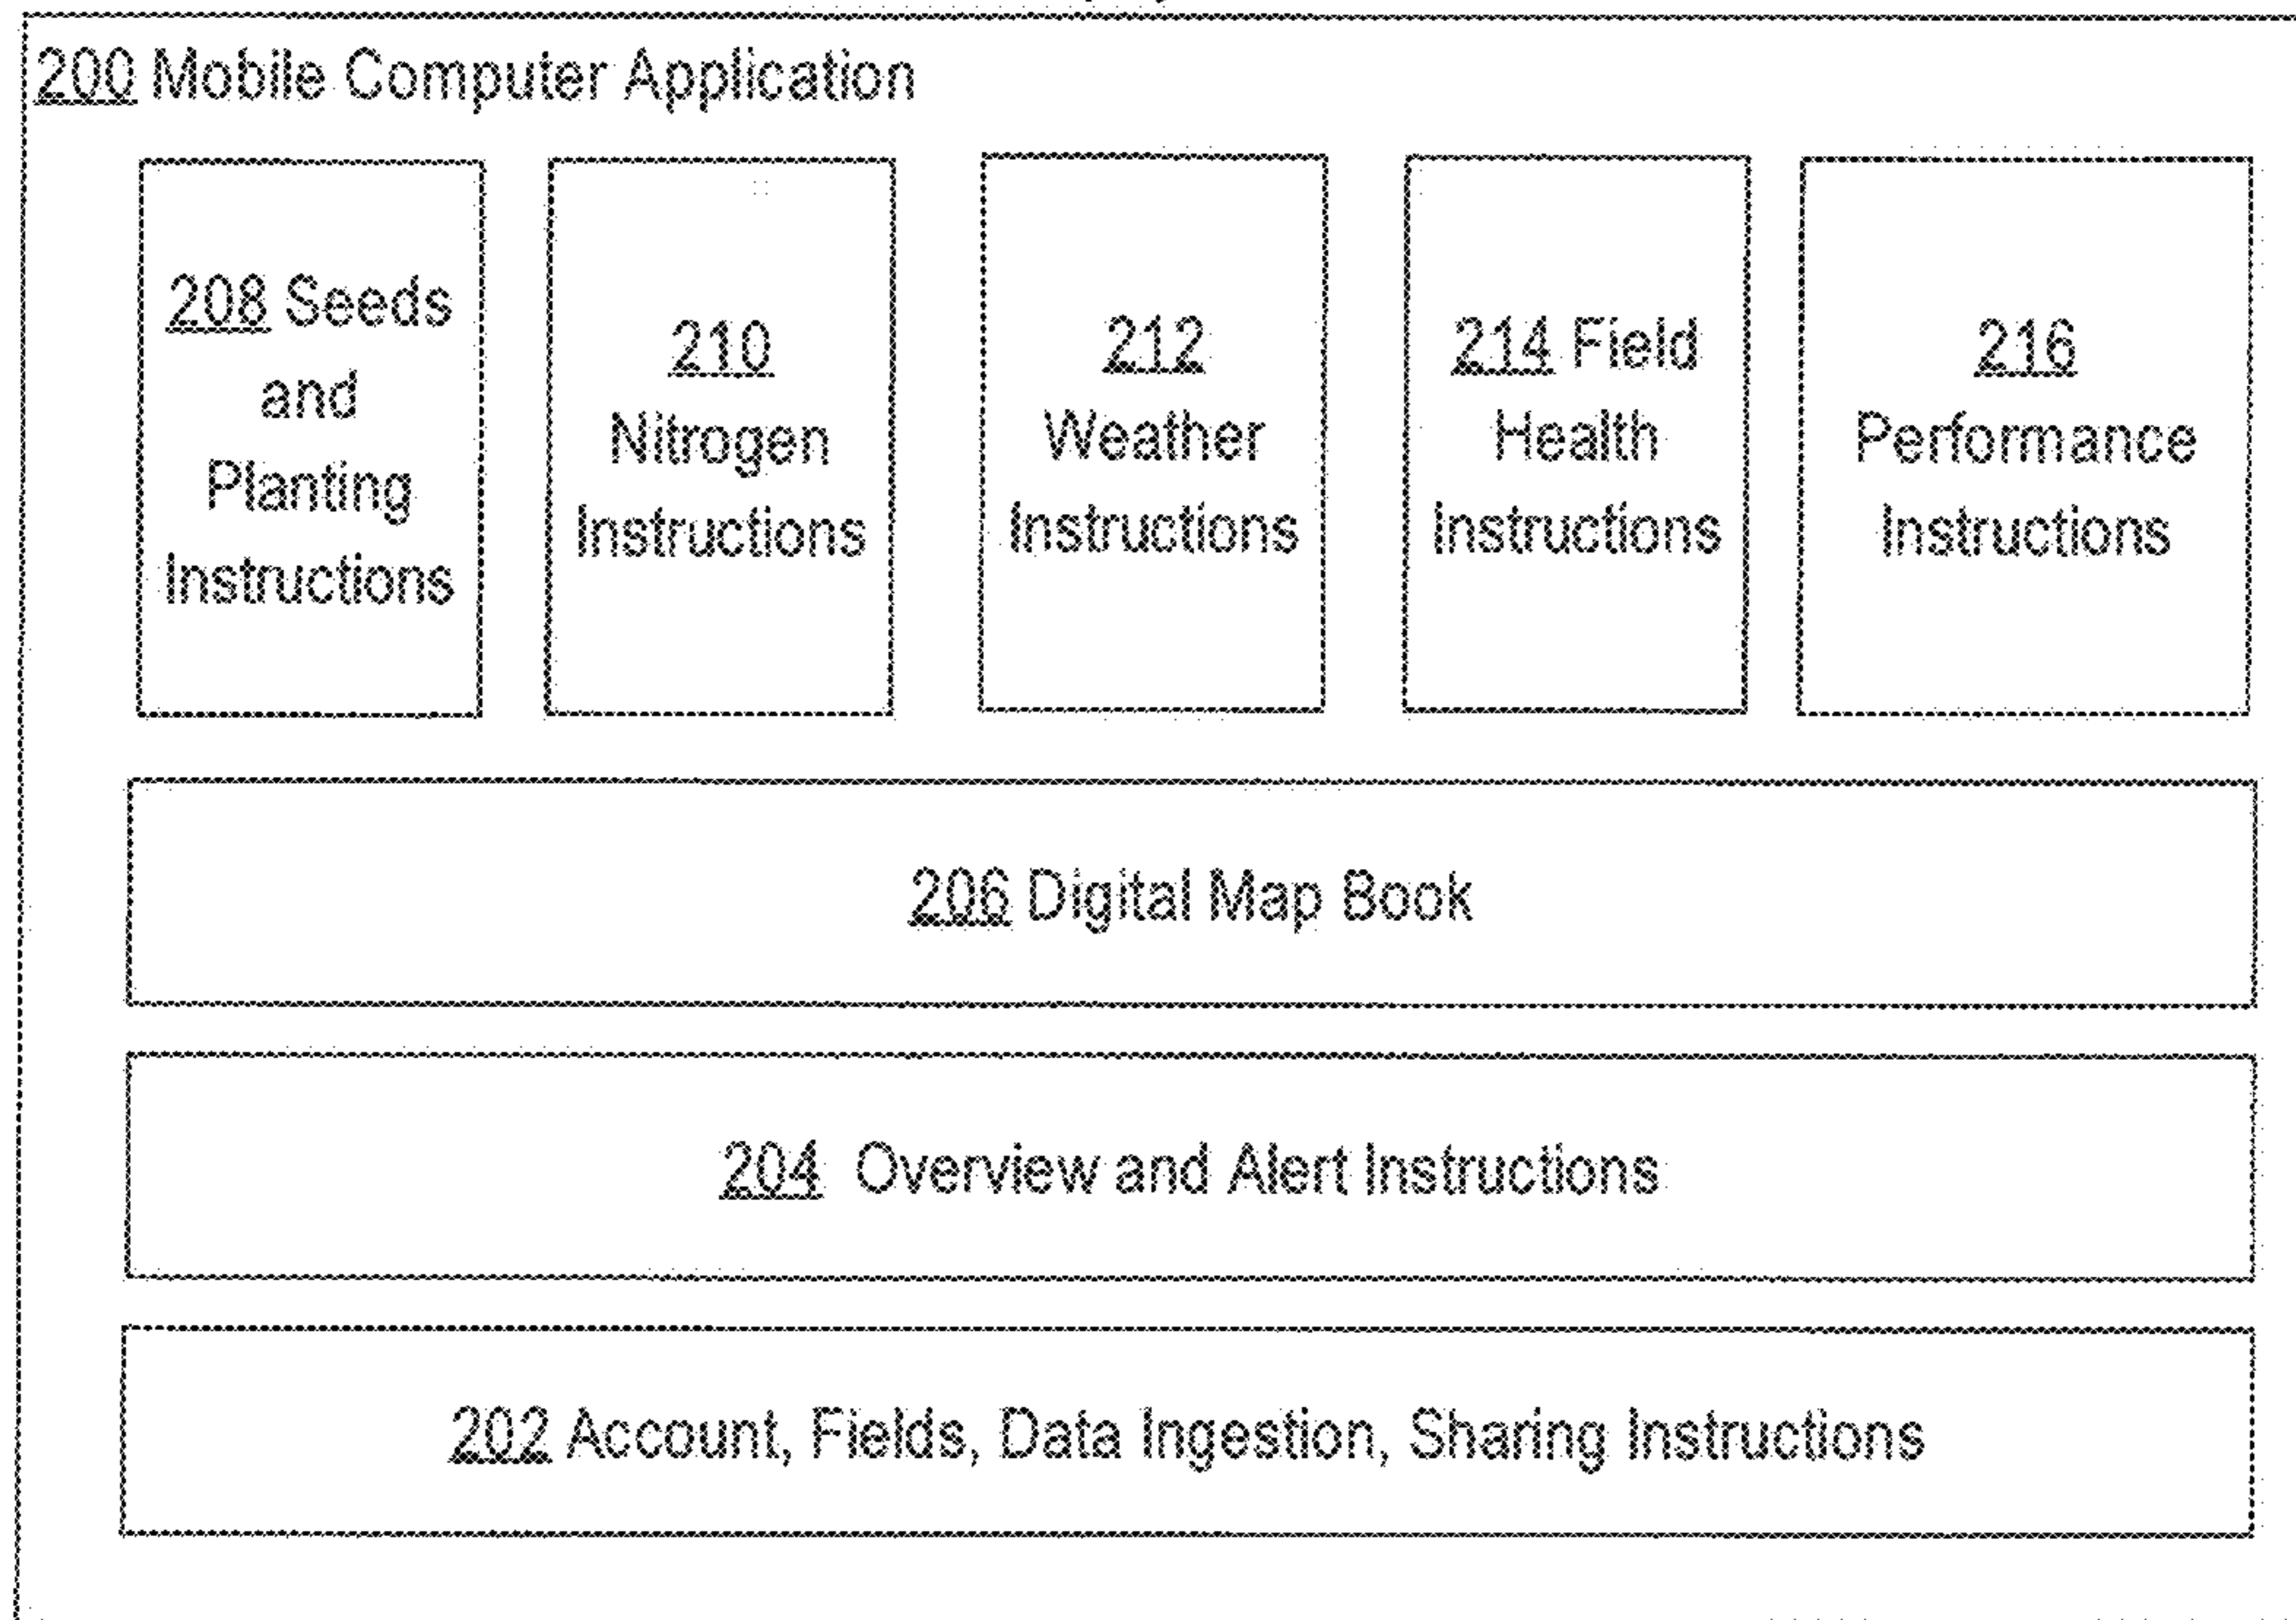 200 Mobile Computer Application
208 Seeds
and
Planting
Instructions
210
Nitrogen
Instructions
212
Weather
Instructions
214 Field
Health
Instructions
216
Performance
Instructions
206 Digital Map Book
204 Overview and Alert Instructions
202 Account, Fields, Data Ingestion, Sharing Instructions